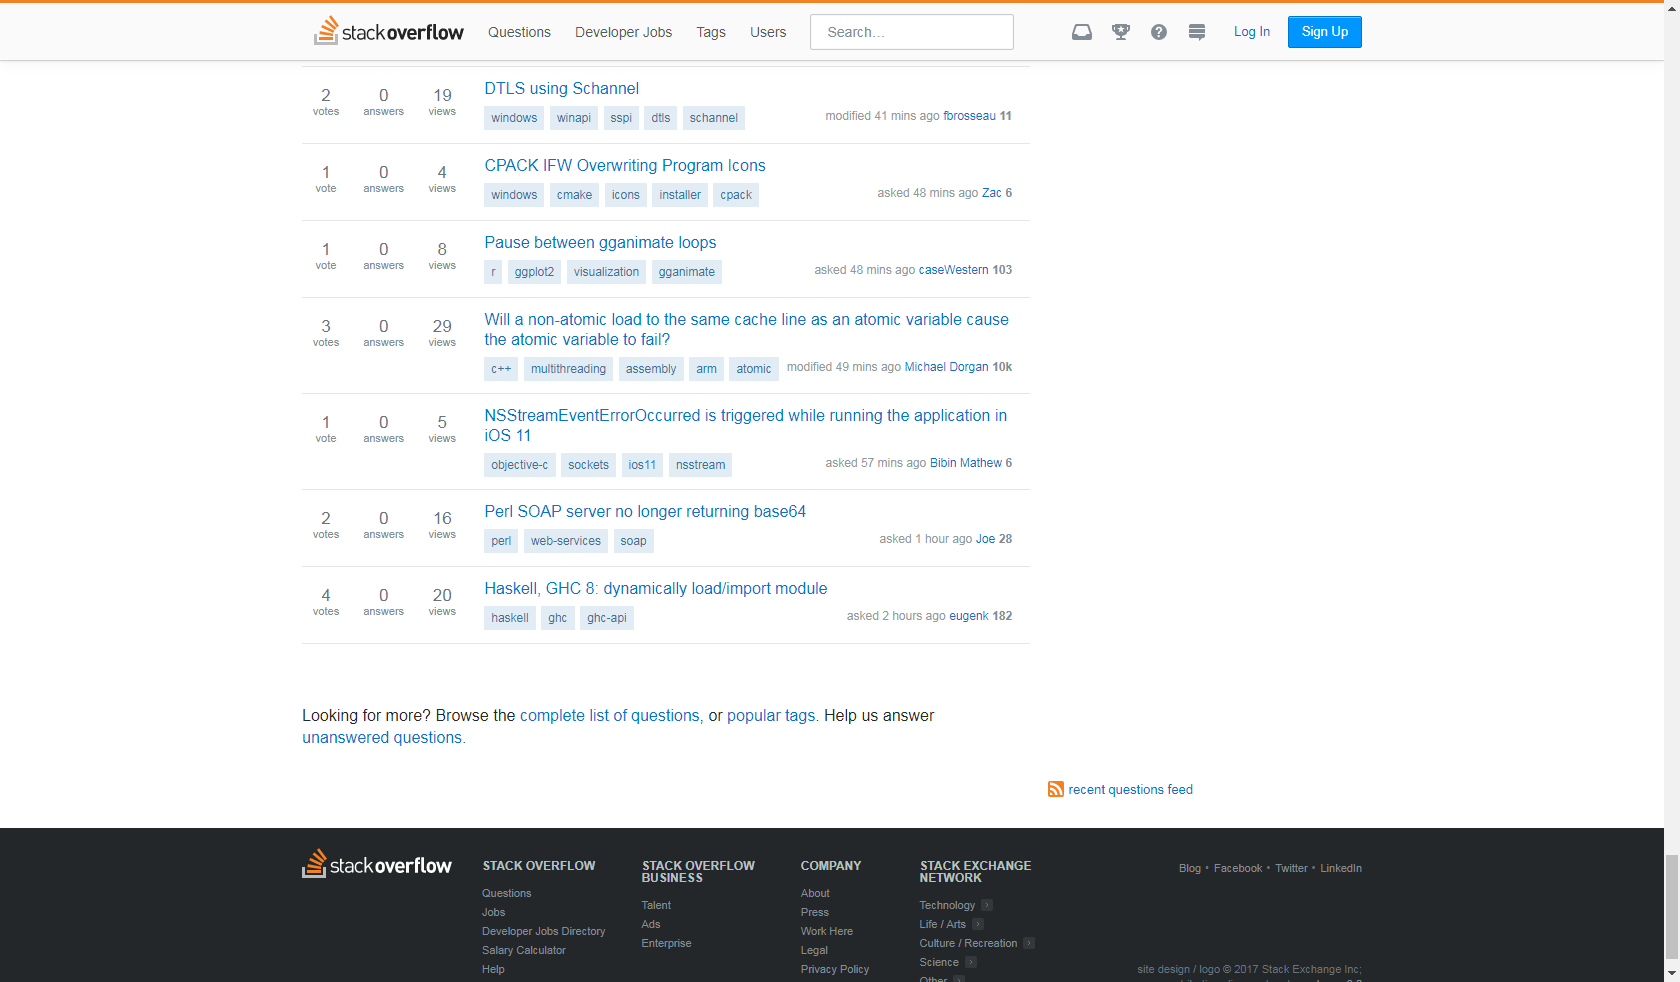 stack overflow Questions Developer Jobs Tags Users Search... Log In Sign Up
2 votes 0 answers 19 views
DTLS using Schannel
windows winapi sspi dtls schannel
modified 41 mins ago fbrosseau 11
1 vote 0 answers 4 views
CPACK IFW Overwriting Program Icons
windows cmake icons installer cpack
asked 48 mins ago Zac 6
1 vote 0 answers 8 views
Pause between gganimate loops
r ggplot2 visualization gganimate
asked 48 mins ago caseWestern 103
3 votes 0 answers 29 views
Will a non-atomic load to the same cache line as an atomic variable cause
the atomic variable to fail?
c++ multithreading assembly arm atomic
modified 49 mins ago Michael Dorgan 10k
1 vote 0 answers 5 views
NSStreamEventErrorOccurred is triggered while running the application in
iOS 11
objective-c sockets ios11 nsstream
asked 57 mins ago Bibin Mathew 6
2 votes 0 answers 16 views
Perl SOAP server no longer returning base64
perl web-services soap
asked 1 hour ago Joe 28
4 votes 0 answers 20 views
Haskell, GHC 8: dynamically load/import module
haskell ghc ghc-api
asked 2 hours ago eugenk 182
Looking for more? Browse the complete list of questions, or popular tags. Help us answer
unanswered questions.
recent questions feed
stack overflow
STACK OVERFLOW
Questions
Jobs
Developer Jobs Directory
Salary Calculator
Help
STACK OVERFLOW
BUSINESS
Talent
Ads
Enterprise
COMPANY
About
Press
Work Here
Legal
Privacy Policy
STACK EXCHANGE
NETWORK
Technology
Life / Arts
Culture / Recreation
Science
Other
Blog • Facebook • Twitter • LinkedIn
site design / logo © 2017 Stack Exchange Inc;